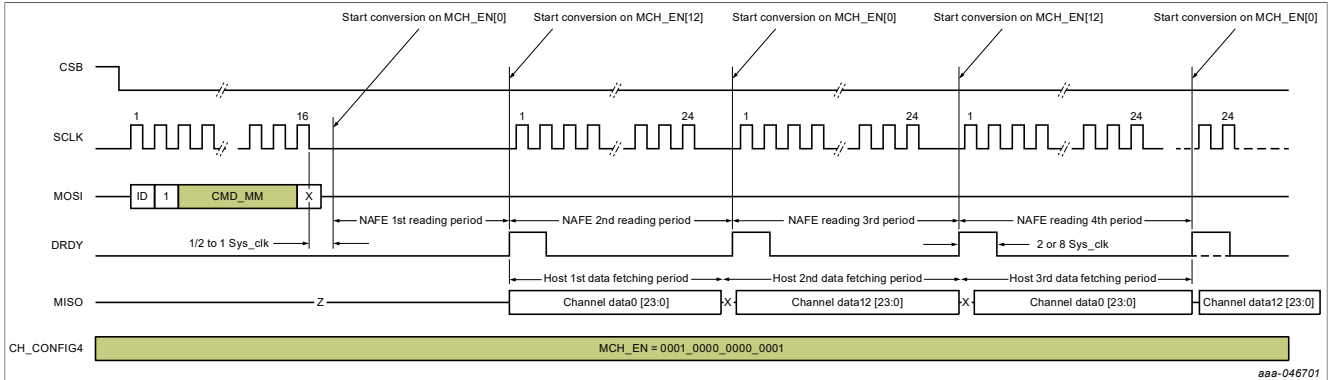 Start conversion on MCH_EN[0] Start conversion on MCH_EN[12] Start conversion on MCH_EN[0] Start conversion on MCH_EN[12] Start conversion on MCH_EN[0]
CSB
1 16 1 24 1 24 1 24 24
SCLK
MOSI ID 1 CMD_MM X
NAFE 1st reading period NAFE 2nd reading period NAFE reading 3rd period NAFE reading 4th period
DRDY 1/2 to 1 Sys_clk 2 or 8 Sys_clk
Host 1st data fetching period Host 2nd data fetching period Host 3rd data fetching period
MISO Z Channel data0 [23:0] X Channel data12 [23:0] X Channel data0 [23:0] Channel data12 [23:0]
CH_CONFIG4 MCH_EN = 0001_0000_0000_0001
aaa-046701